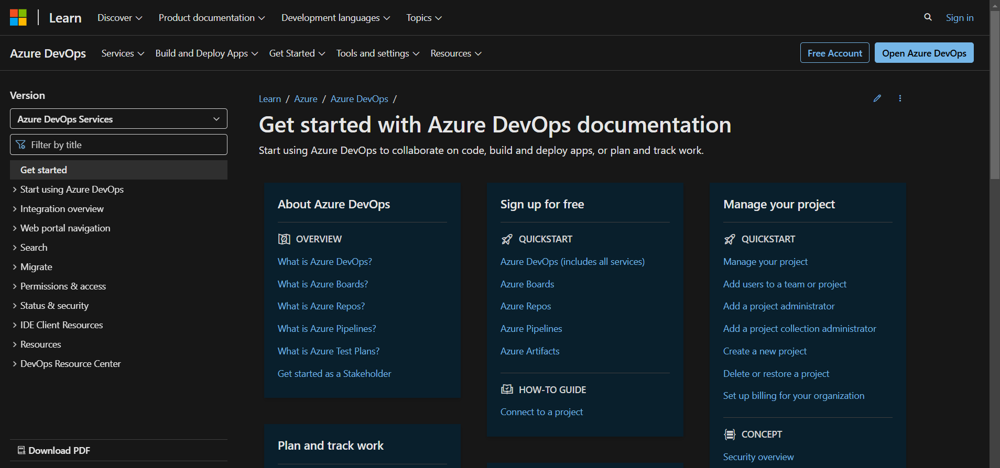 Learn Discover Product documentation Development languages Topics Sign in
Azure DevOps Services Build and Deploy Apps Get Started Tools and settings Resources Free Account Open Azure DevOps
Version
Azure DevOps Services
Filter by title
Get started
Start using Azure DevOps
Integration overview
Web portal navigation
Search
Migrate
Permissions & access
Status & security
IDE Client Resources
Resources
DevOps Resource Center
Download PDF
Learn / Azure / Azure DevOps /
Get started with Azure DevOps documentation
Start using Azure DevOps to collaborate on code, build and deploy apps, or plan and track work.
About Azure DevOps
OVERVIEW
What is Azure DevOps?
What is Azure Boards?
What is Azure Repos?
What is Azure Pipelines?
What is Azure Test Plans?
Get started as a Stakeholder
Plan and track work
Sign up for free
QUICKSTART
Azure DevOps (includes all services)
Azure Boards
Azure Repos
Azure Pipelines
Azure Artifacts
HOW-TO GUIDE
Connect to a project
Manage your project
QUICKSTART
Manage your project
Add users to a team or project
Add a project administrator
Add a project collection administrator
Create a new project
Delete or restore a project
Set up billing for your organization
CONCEPT
Security overview